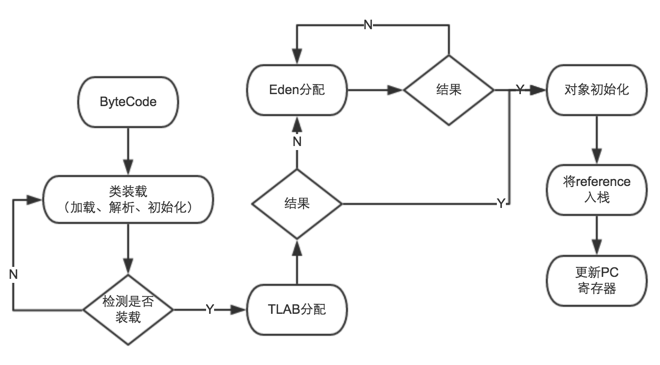 ByteCode
类装载
（加载、解析、初始化）
N
检测是否
装载
Y
TLAB分配
结果
N
Y
Eden分配
结果
N
Y
对象初始化
将reference
入栈
更新PC
寄存器